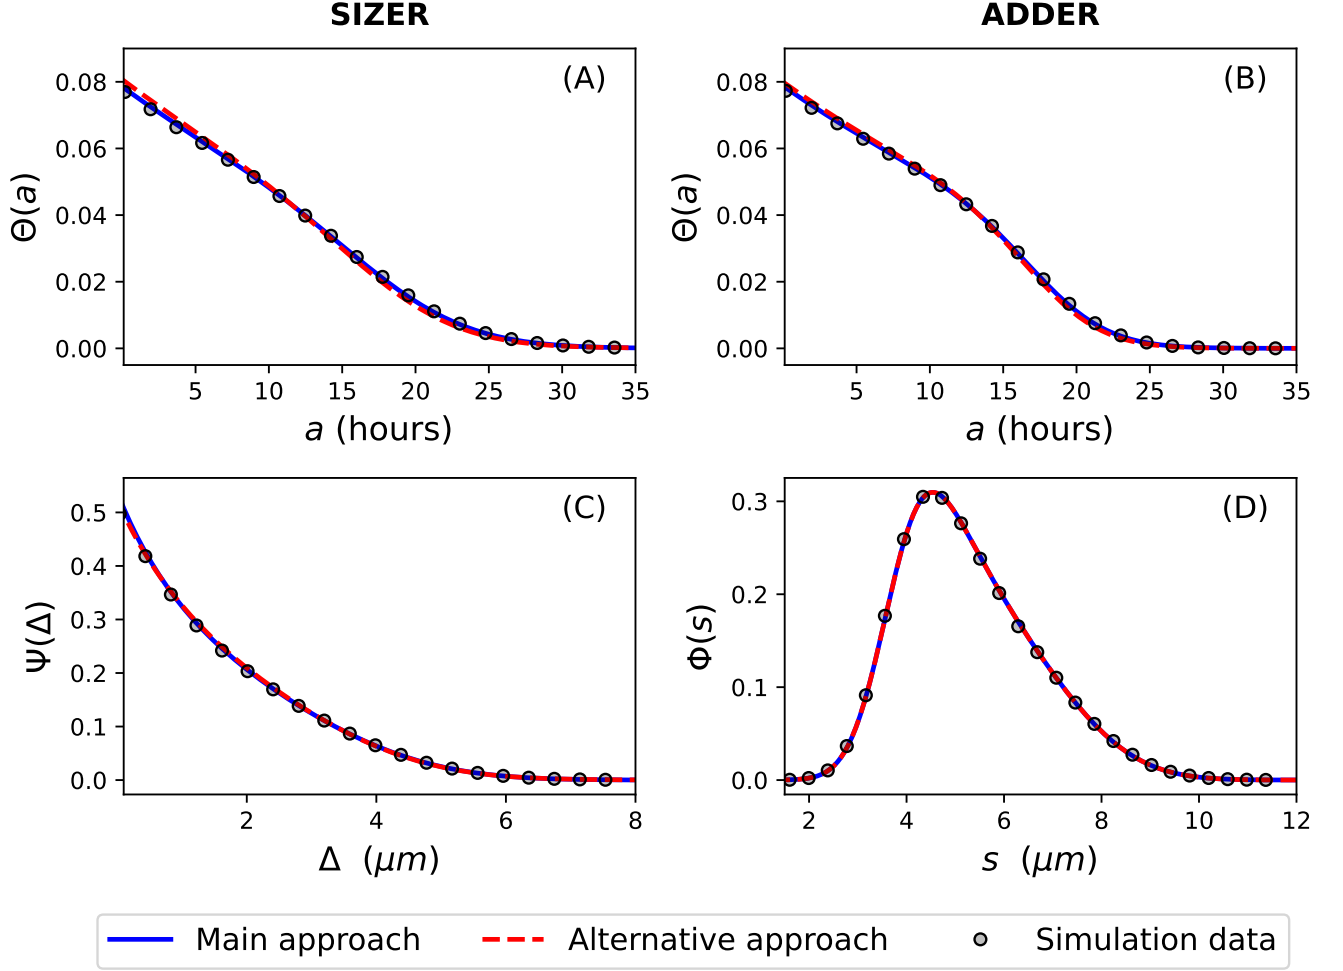 SIZER
ADDER
(A)
0.08
0.06
0.04
0.02
0.00
Θ(a)
5 10 15 20 25 30 35
a (hours)
(B)
0.08
0.06
0.04
0.02
0.00
Θ(a)
5 10 15 20 25 30 35
a (hours)
(C)
0.5
0.4
0.3
0.2
0.1
0.0
Ψ(Δ)
2 4 6 8
Δ (μm)
(D)
0.3
0.2
0.1
0.0
Φ(s)
2 4 6 8 10 12
s (μm)
Main approach
Alternative approach
Simulation data